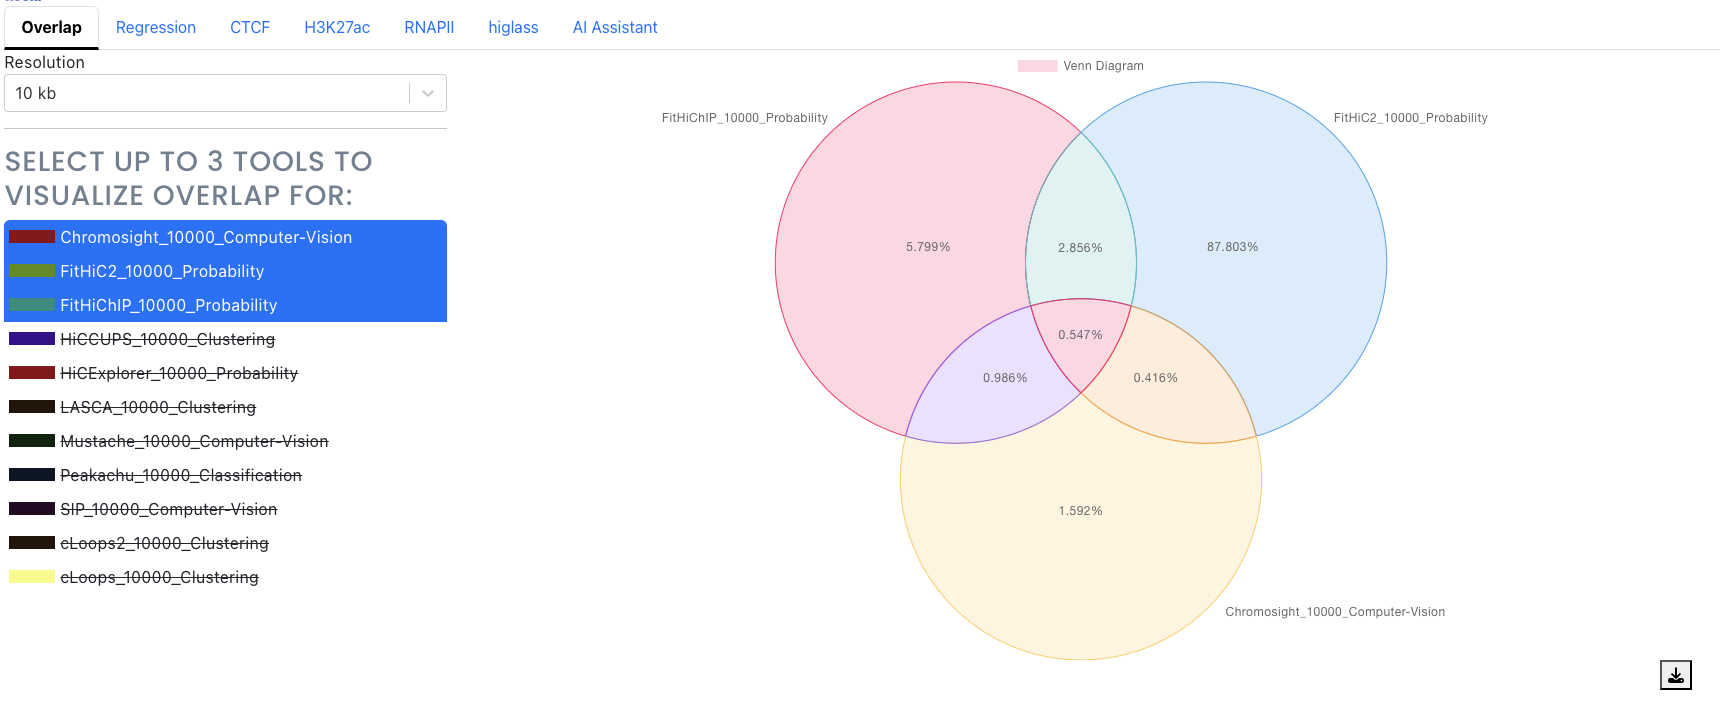 Overlap
Regression
CTCF
H3K27ac
RNAPII
higlass
AI Assistant
Resolution
10 kb
SELECT UP TO 3 TOOLS TO
VISUALIZE OVERLAP FOR:
Chromosight_10000_Computer-Vision
FitHiC2_10000_Probability
FitHiChIP_10000_Probability
HiCCUPS_10000_Clustering
HiCExplorer_10000_Probability
LASCA_10000_Clustering
Mustache_10000_Computer-Vision
Peakachu_10000_Classification
SIP_10000_Computer-Vision
cLoops2_10000_Clustering
cLoops_10000_Clustering
Venn Diagram
FitHiChIP_10000_Probability
FitHiC2_10000_Probability
5.799%
2.856%
87.803%
0.547%
0.986%
0.416%
1.592%
Chromosight_10000_Computer-Vision